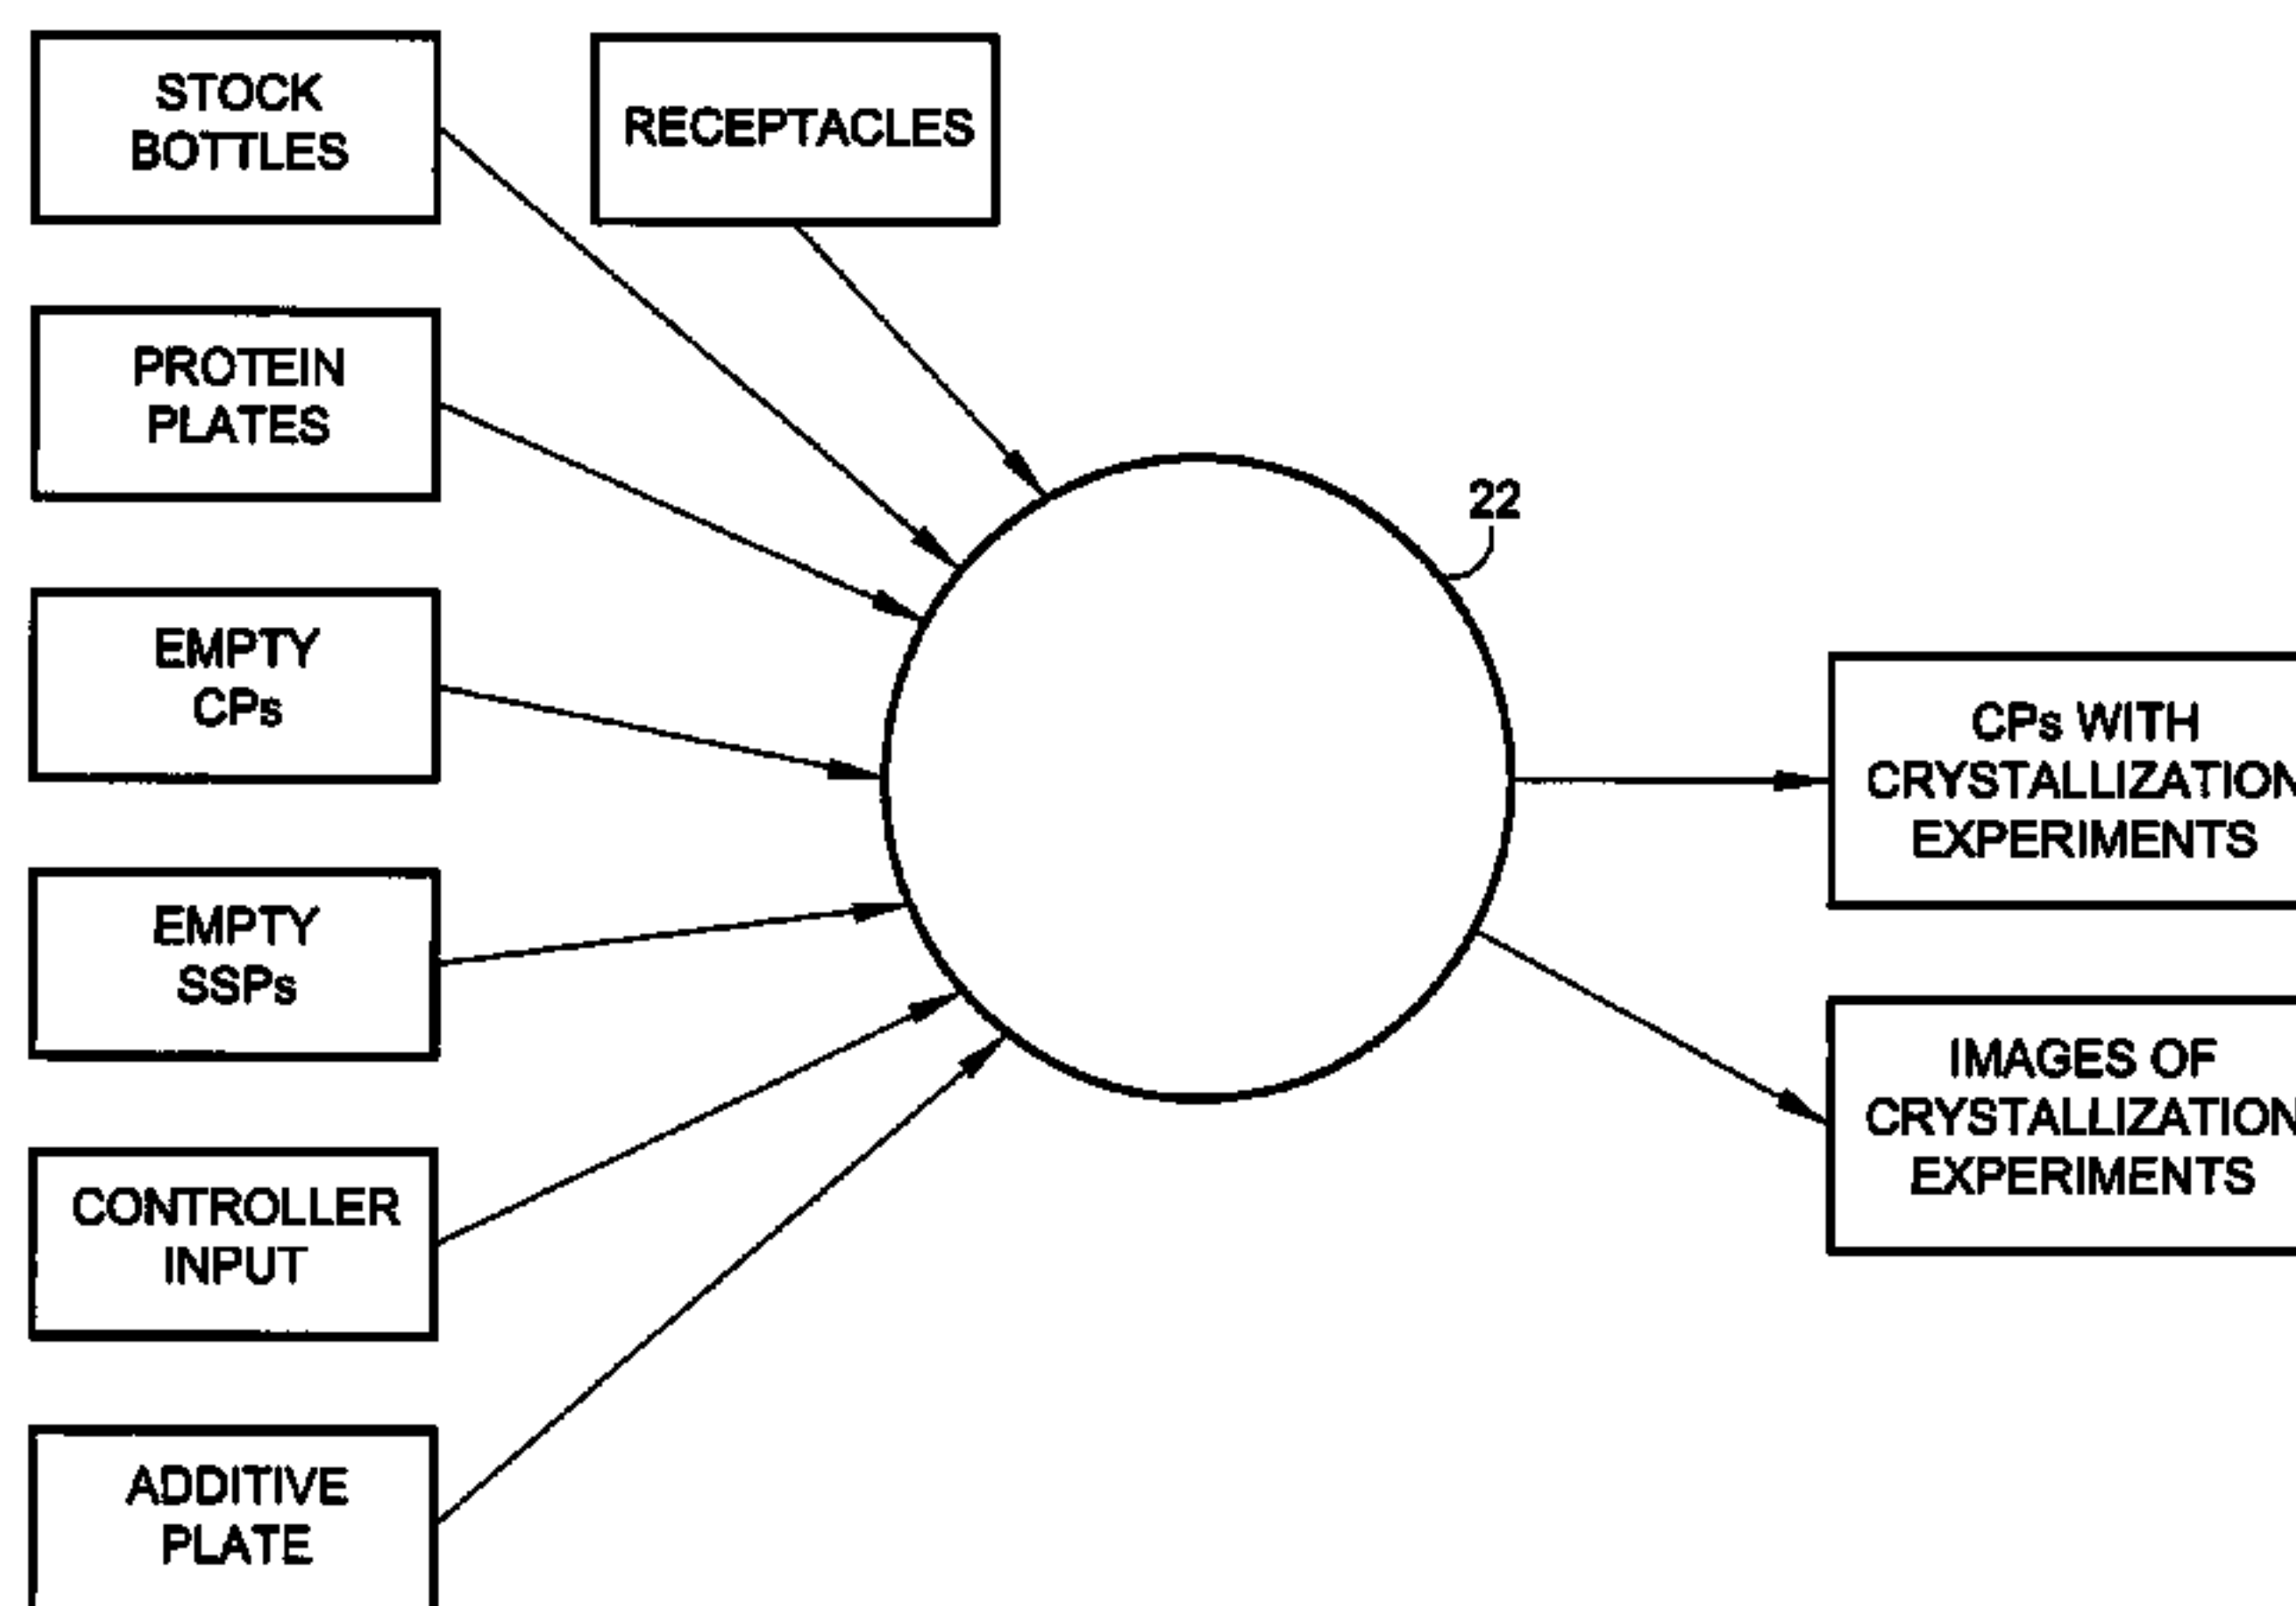 STOCK
BOTTLES
RECEPTACLES
PROTEIN
PLATES
22
EMPTY
CPs
CPs WITH
CRYSTALLIZATION
EXPERIMENTS
EMPTY
SSPs
IMAGES OF
CRYSTALLIZATION
EXPERIMENTS
CONTROLLER
INPUT
ADDITIVE
PLATE